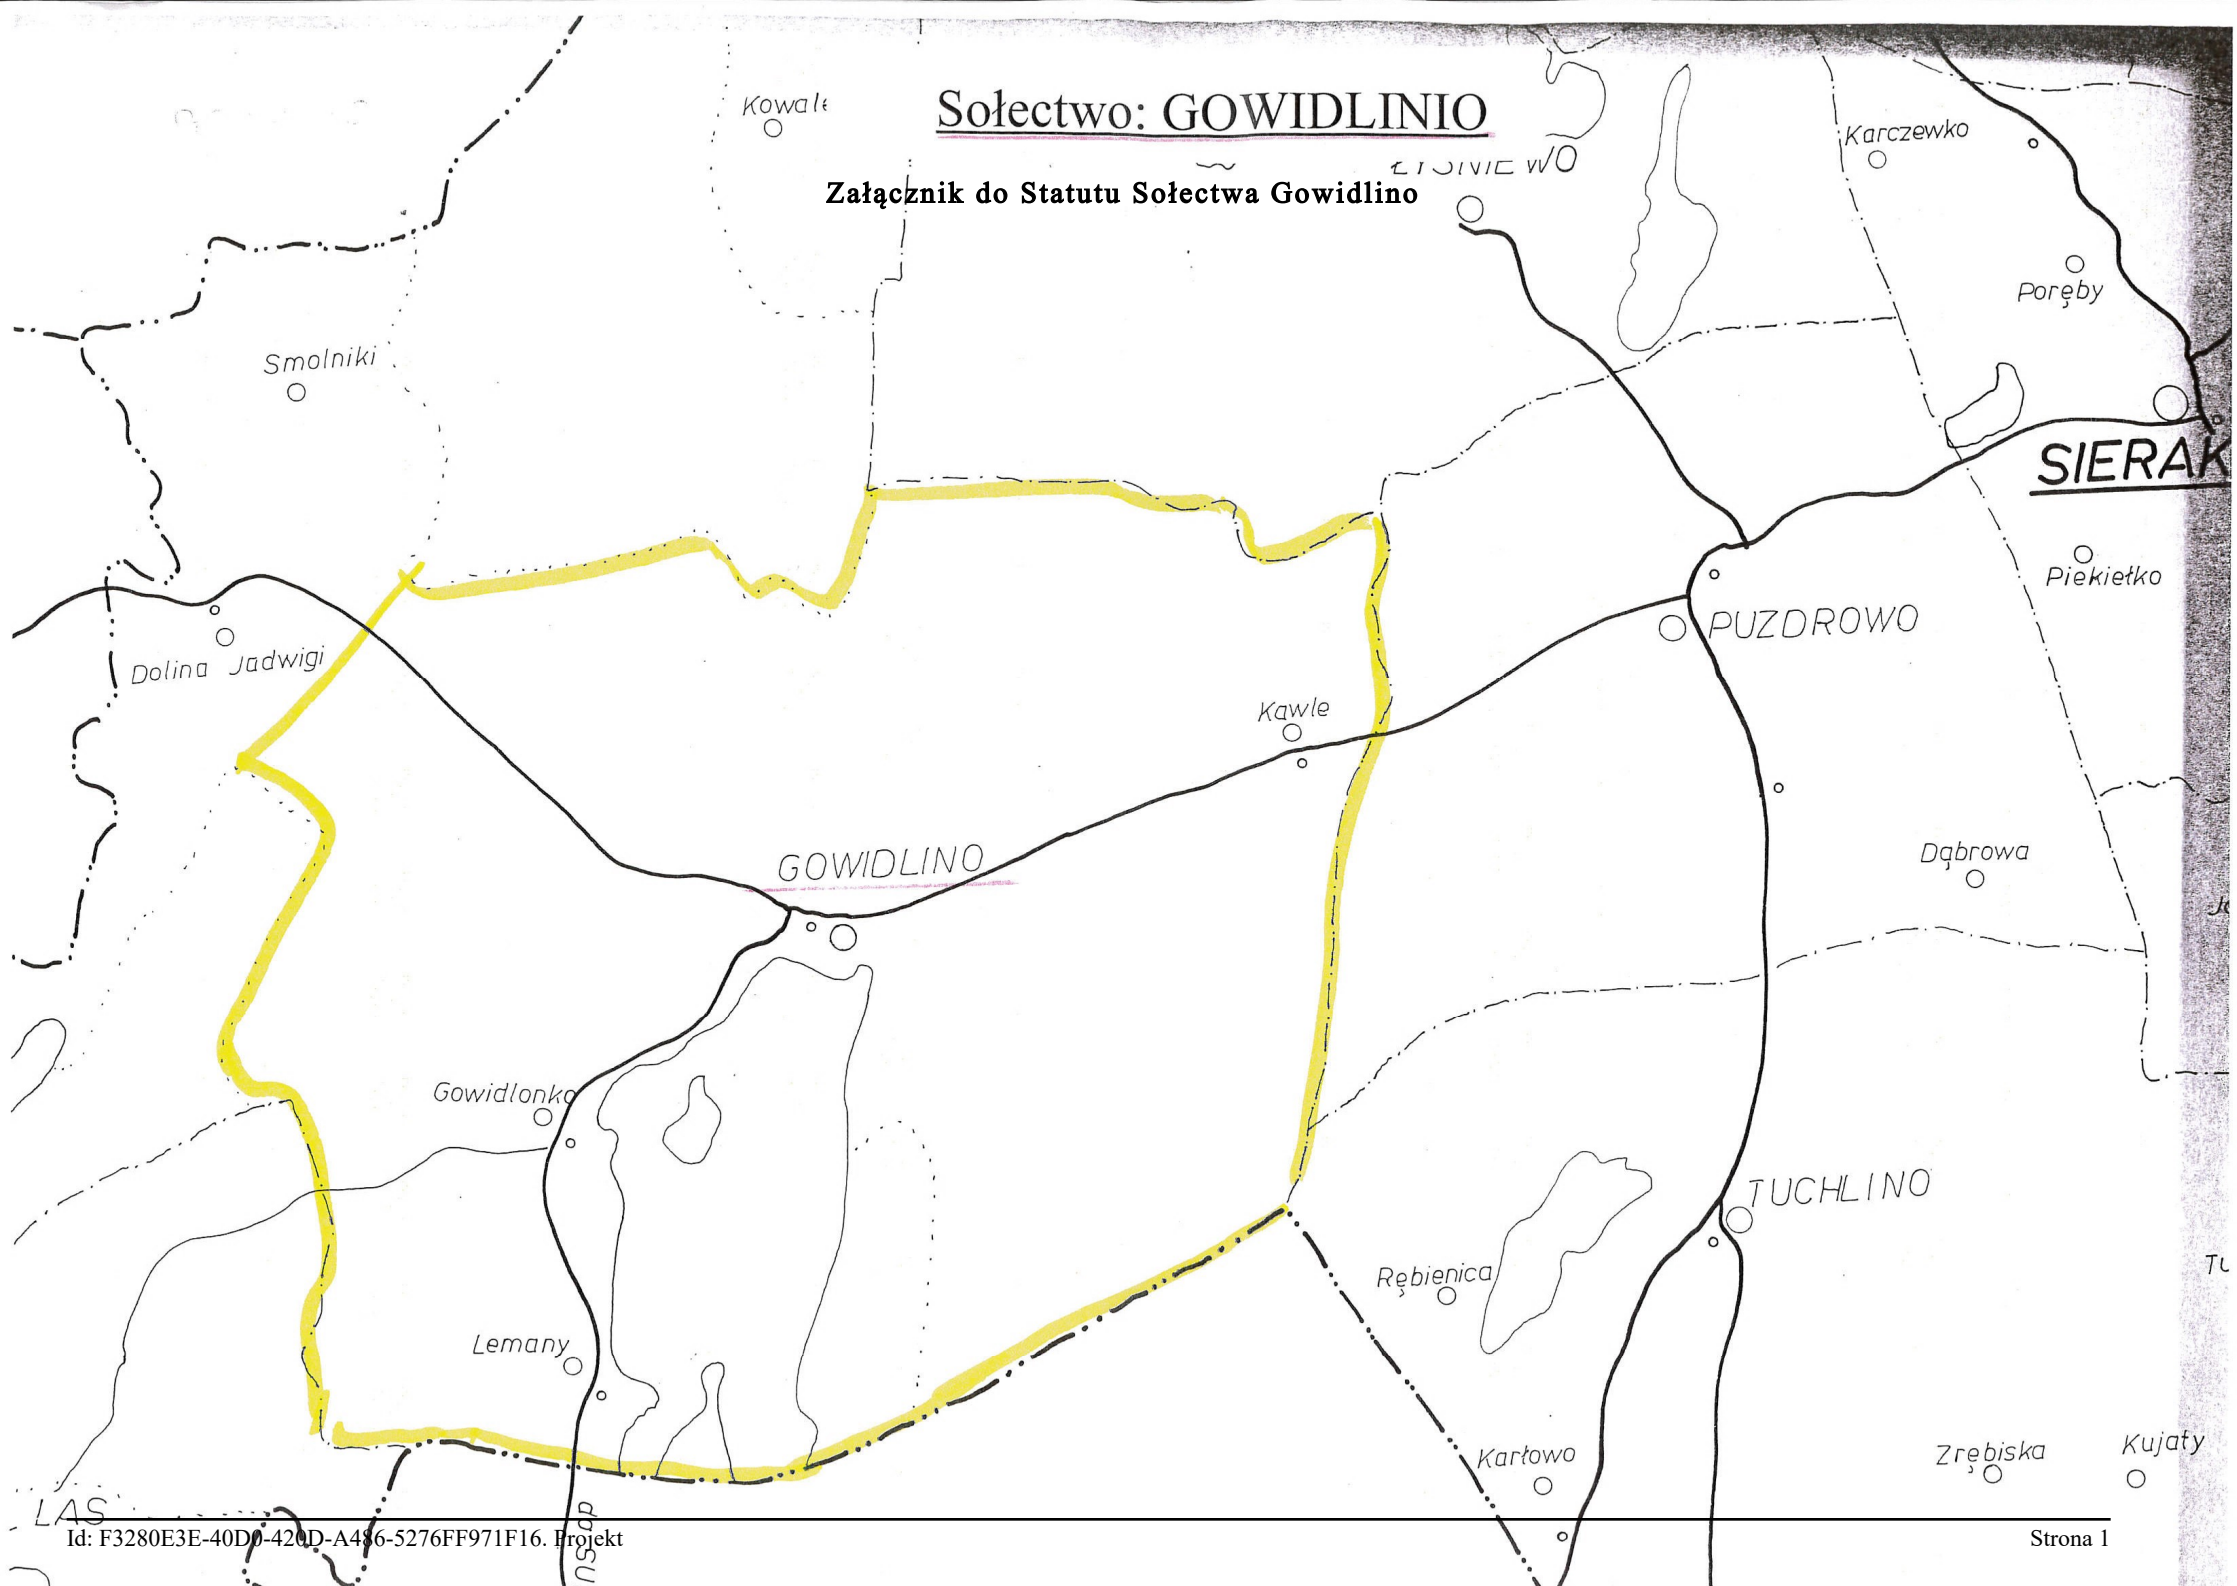 Sołectwo: GOWIDLINIO
Załącznik do Statutu Sołectwa Gowidlino
Karczewko
Poręby
Smolniki
SIERAK
Piekiełko
PUZDROWO
Dolina Jadwigi
Kawle
GOWIDLINO
Dąbrowa
Gowidlonko
TUCHLINO
Rębienica
Lemany
Karłowo
Zrębiska
Kujaty
LAS
Id: F3280E3E-40D0-420D-A486-5276FF971F16. Projekt
Strona 1